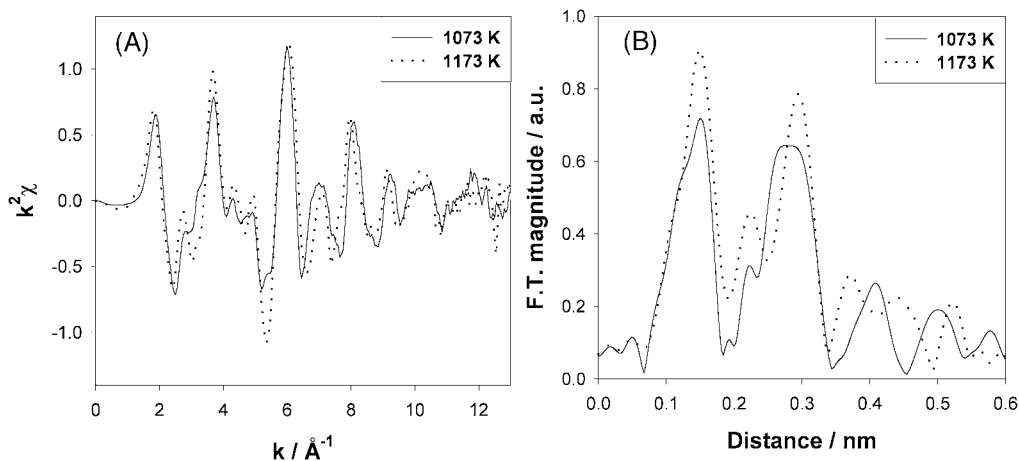 (A)
1073 K
1173 K
1.0
0.5
0.0
-0.5
-1.0
k²χ
0 2 4 6 8 10 12
k / Å⁻¹
(B)
1073 K
1173 K
1.0
0.8
0.6
0.4
0.2
0.0
F.T. magnitude / a.u.
0.0 0.1 0.2 0.3 0.4 0.5 0.6
Distance / nm